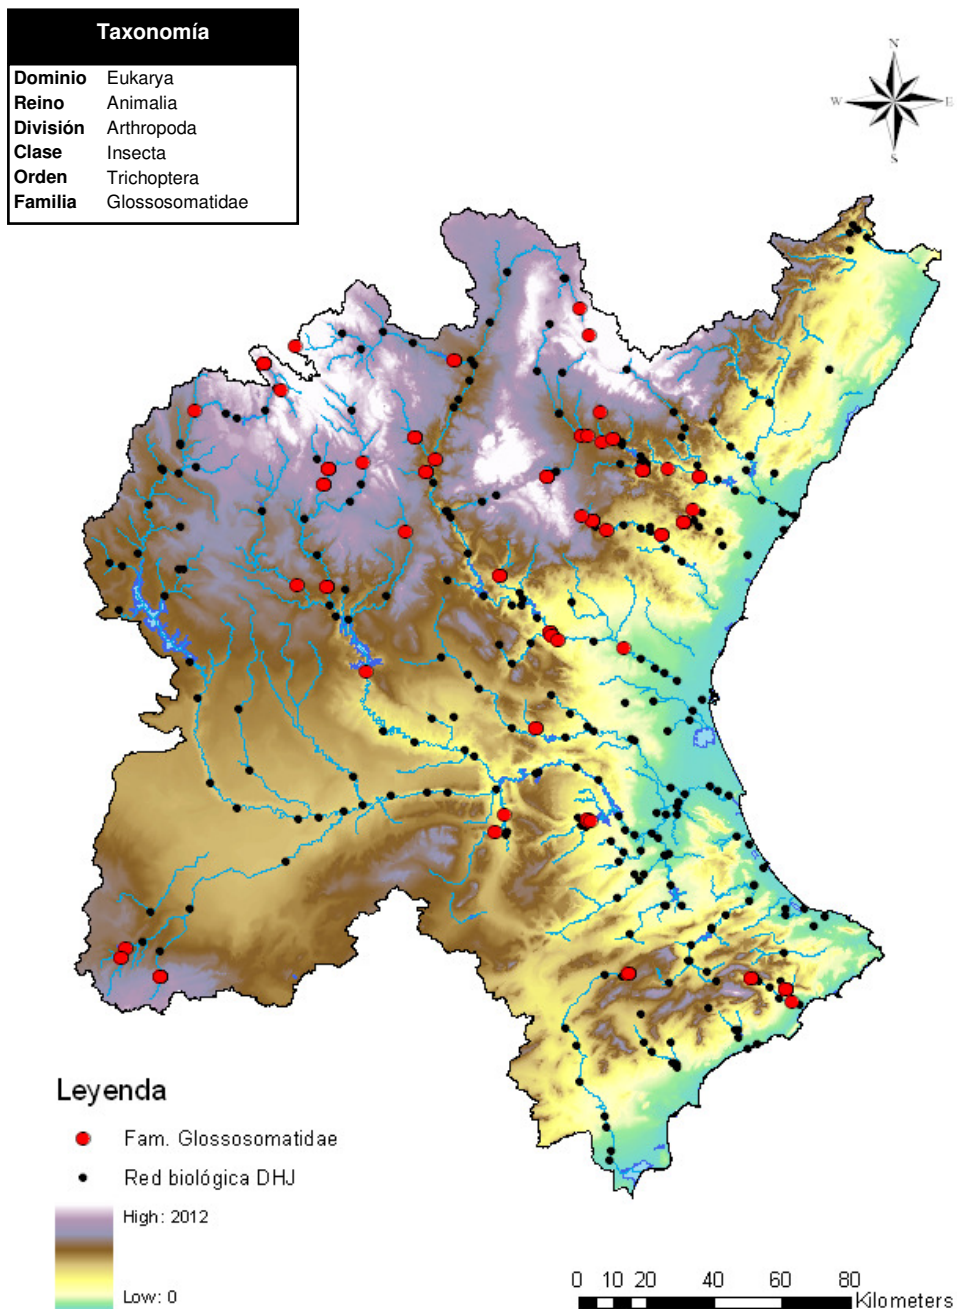 Taxonomía
Dominio Eukarya
Reino Animalia
División Arthropoda
Clase Insecta
Orden Trichoptera
Familia Glossosomatidae
N
W E
S
Leyenda
Fam. Glossosomatidae
Red biológica DHJ
High: 2012
Low: 0
0 10 20 40 60 80
Kilometers